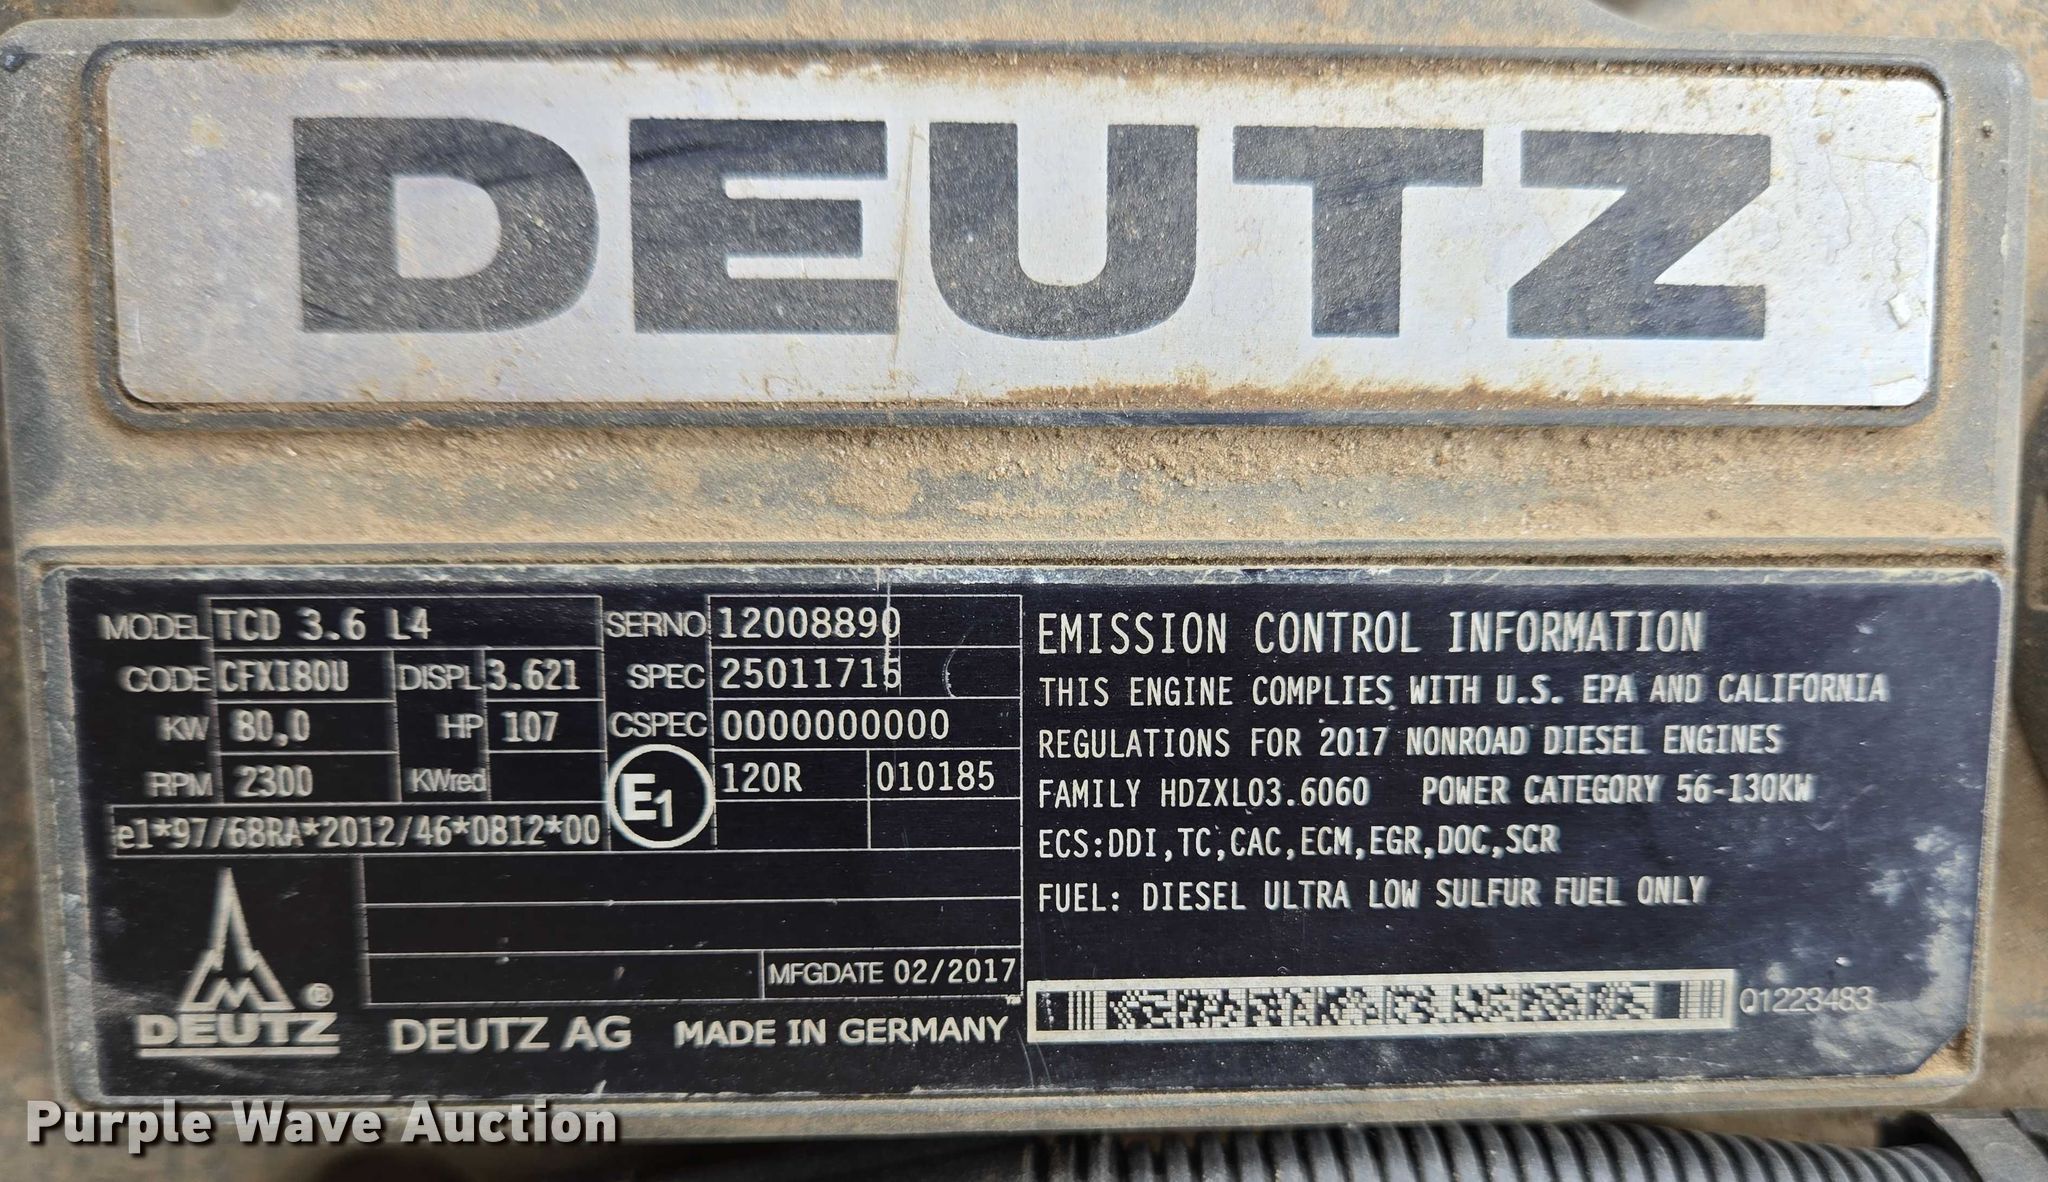 DEUTZ
MODEL TCD 3.6 L4 SERNO 12008890
CODE CFXI80U DISPL 3.621 SPEC 25011715
KW 80,0 HP 107 CSPEC 0000000000
RPM 2300 KWred E1 120R 010185
e1*97/68RA*2012/46*0812*00
MFGDATE 02/2017
DEUTZ ® DEUTZ AG MADE IN GERMANY
EMISSION CONTROL INFORMATION
THIS ENGINE COMPLIES WITH U.S. EPA AND CALIFORNIA
REGULATIONS FOR 2017 NONROAD DIESEL ENGINES
FAMILY HDZXL03.6060 POWER CATEGORY 56-130KW
ECS:DDI,TC,CAC,ECM,EGR,DOC,SCR
FUEL: DIESEL ULTRA LOW SULFUR FUEL ONLY
01223483
Purple Wave Auction